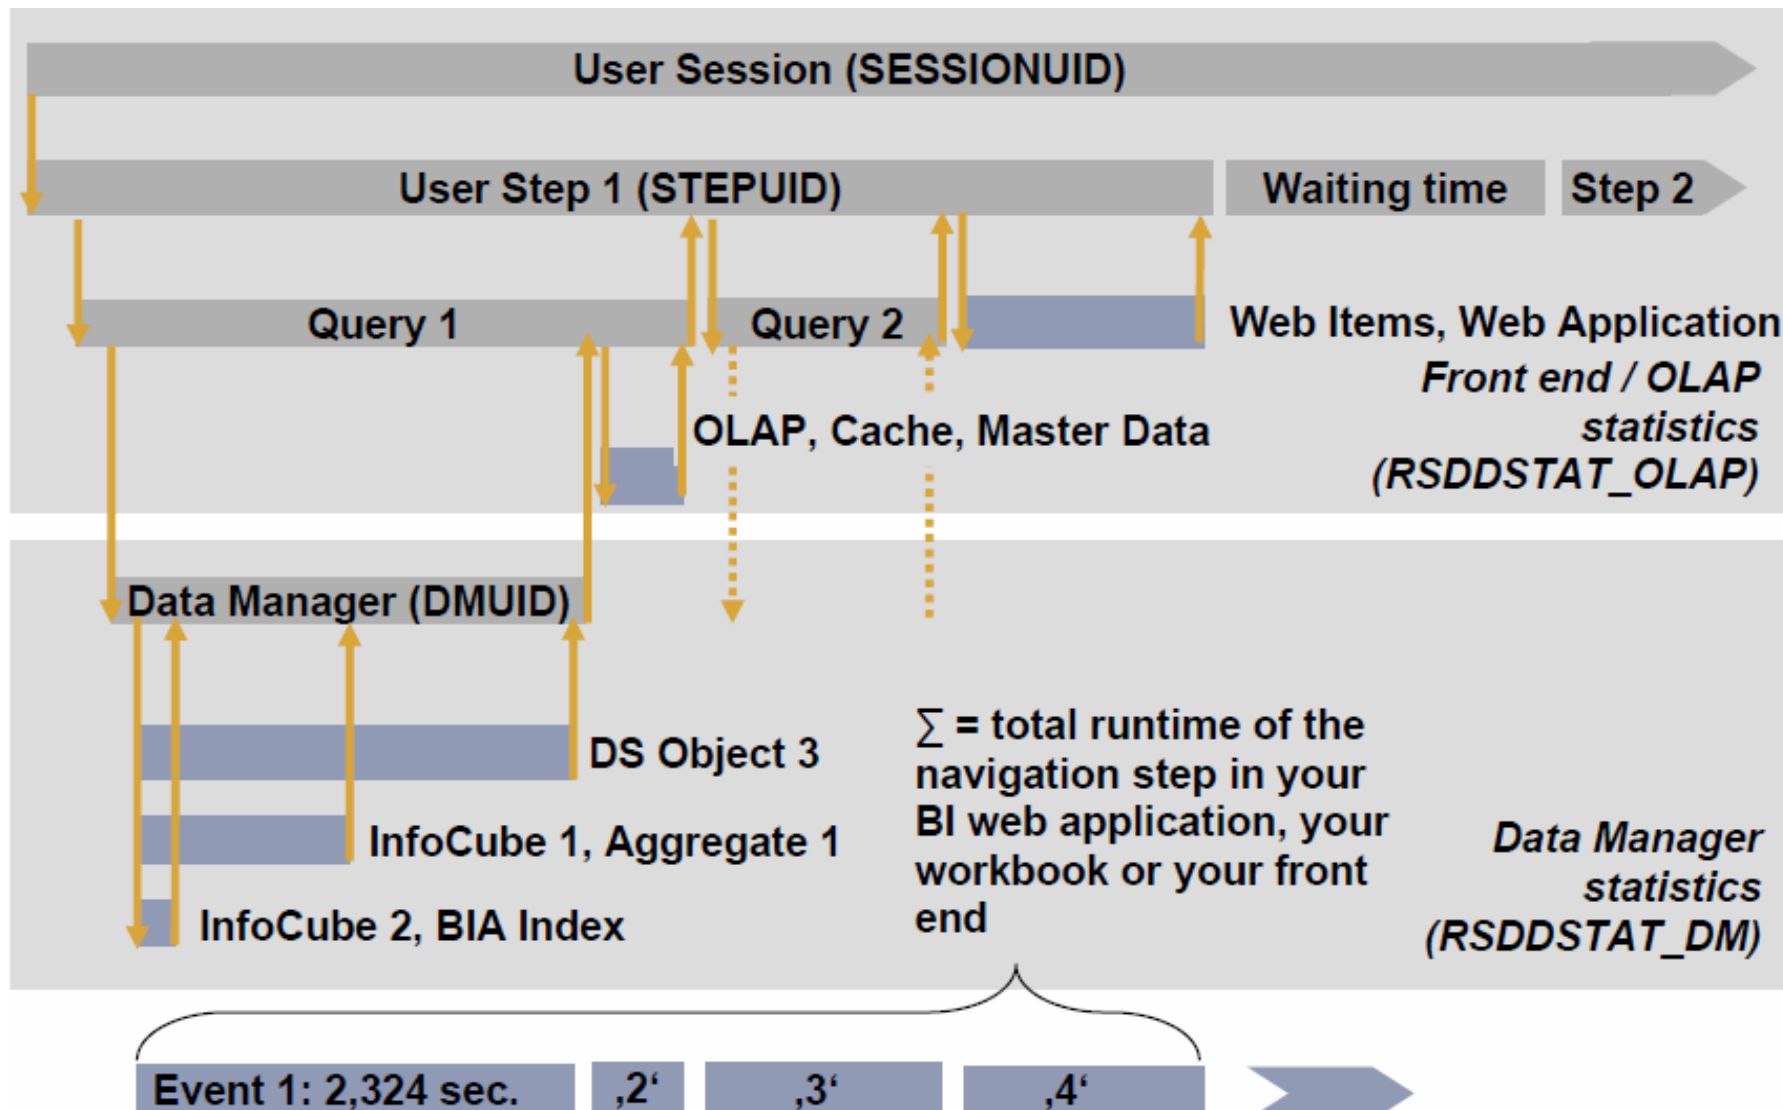 User Session (SESSIONUID)
User Step 1 (STEPUID)
Waiting time
Step 2
Query 1
Query 2
Web Items, Web Application
Front end / OLAP
statistics
(RSDDSTAT_OLAP)
OLAP, Cache, Master Data
Data Manager (DMUID)
DS Object 3
InfoCube 1, Aggregate 1
InfoCube 2, BIA Index
∑ = total runtime of the
navigation step in your
BI web application, your
workbook or your front
end
Data Manager
statistics
(RSDDSTAT_DM)
Event 1: 2,324 sec.
‚2‘
‚3‘
‚4‘